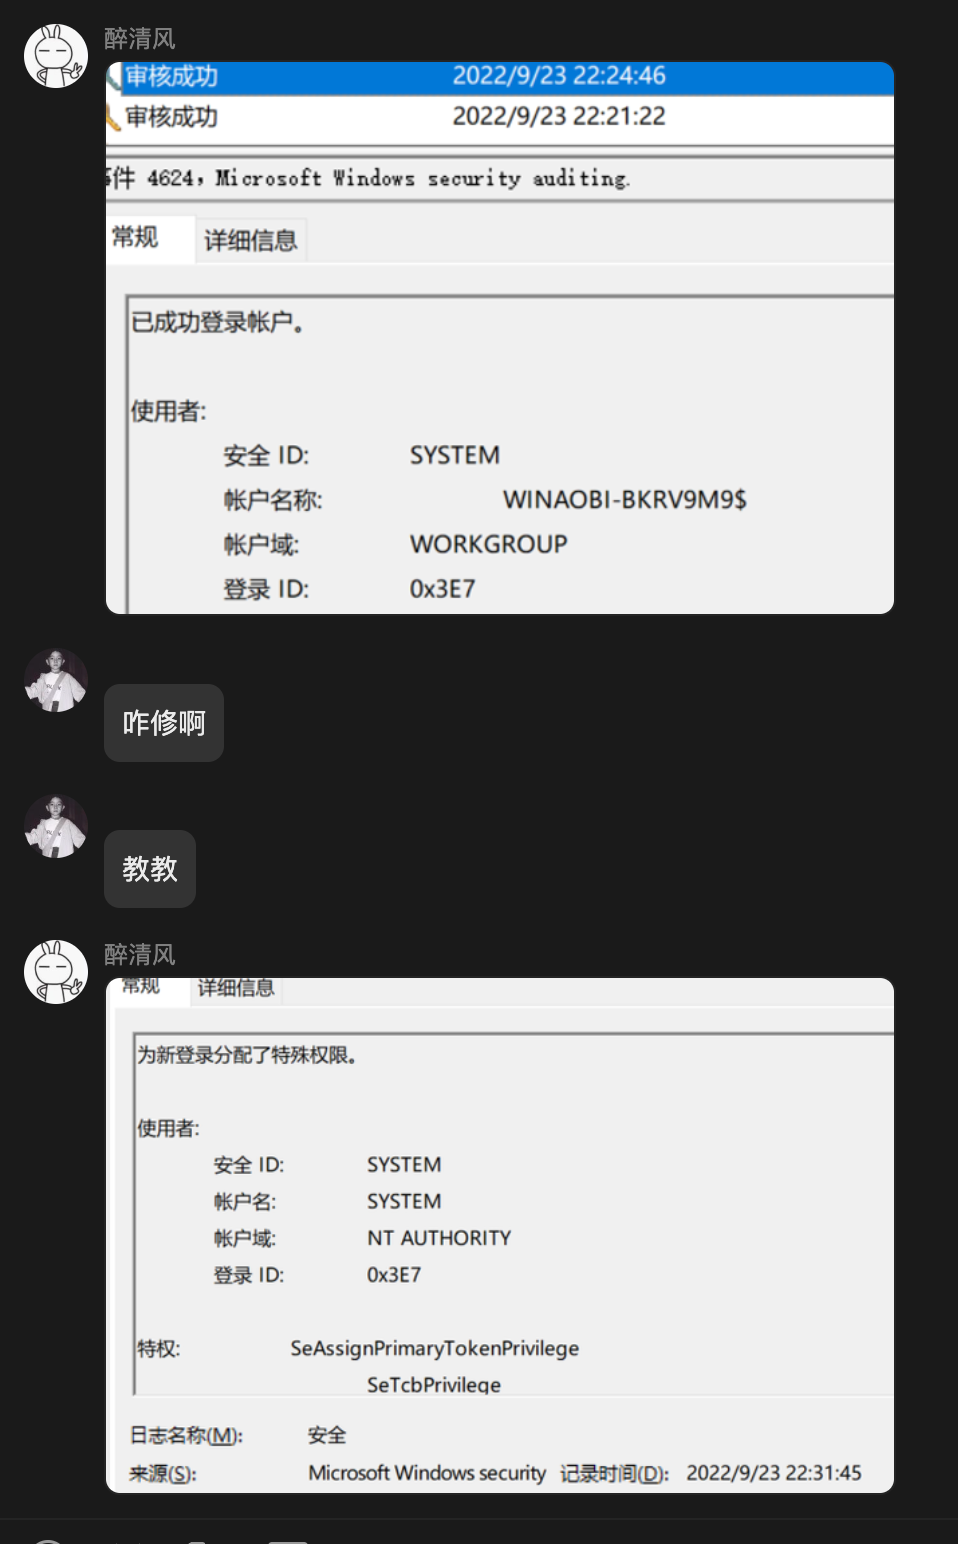 醉清风
审核成功 2022/9/23 22:24:46
审核成功 2022/9/23 22:21:22
件 4624，Microsoft Windows security auditing.
常规 详细信息
已成功登录帐户。
使用者:
安全 ID: SYSTEM
帐户名称: WINAOBI-BKRV9M9$
帐户域: WORKGROUP
登录 ID: 0x3E7
咋修啊
教教
醉清风
常规 详细信息
为新登录分配了特殊权限。
使用者:
安全 ID: SYSTEM
帐户名: SYSTEM
帐户域: NT AUTHORITY
登录 ID: 0x3E7
特权: SeAssignPrimaryTokenPrivilege
SeTcbPrivilege
日志名称(M): 安全
来源(S): Microsoft Windows security 记录时间(D): 2022/9/23 22:31:45